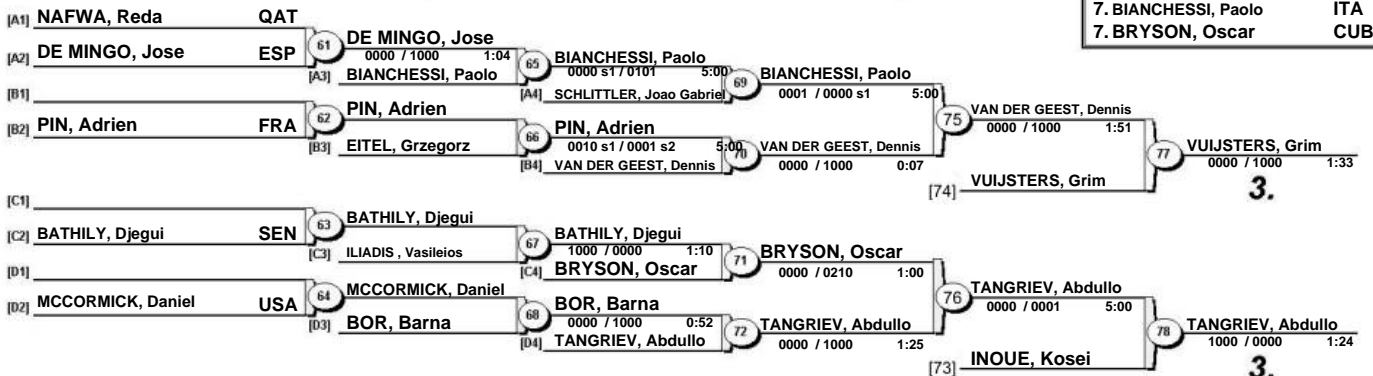 7. BIANCHESSI, Paolo ITA
7. BRYSON, Oscar CUB
[A1] NAFWA, Reda QAT
[A2] DE MINGO, Jose ESP
61
DE MINGO, Jose
0000 / 1000 1:04
[A3] BIANCHESSI, Paolo
65
BIANCHESSI, Paolo
0000 s1 / 0101 5:00
[A4] SCHLITTLER, Joao Gabriel
69
BIANCHESSI, Paolo
0001 / 0000 s1 5:00
[B1]
[B2] PIN, Adrien FRA
62
PIN, Adrien
[B3] EITEL, Grzegorz
66
PIN, Adrien
0010 s1 / 0001 s2 5:00
[B4] VAN DER GEEST, Dennis
70
VAN DER GEEST, Dennis
0000 / 1000 0:07
75
VAN DER GEEST, Dennis
0000 / 1000 1:51
[74] VUIJSTERS, Grim
77
VUIJSTERS, Grim
0000 / 1000 1:33
3.
[C1]
[C2] BATHILY, Djegui SEN
63
BATHILY, Djegui
[C3] ILIADIS , Vasileios
67
BATHILY, Djegui
1000 / 0000 1:10
[C4] BRYSON, Oscar
71
BRYSON, Oscar
0000 / 0210 1:00
[D1]
[D2] MCCORMICK, Daniel USA
64
MCCORMICK, Daniel
[D3] BOR, Barna
68
BOR, Barna
0000 / 1000 0:52
[D4] TANGRIEV, Abdullo
72
TANGRIEV, Abdullo
0000 / 1000 1:25
76
TANGRIEV, Abdullo
0000 / 0001 5:00
[73] INOUE, Kosei
78
TANGRIEV, Abdullo
1000 / 0000 1:24
3.